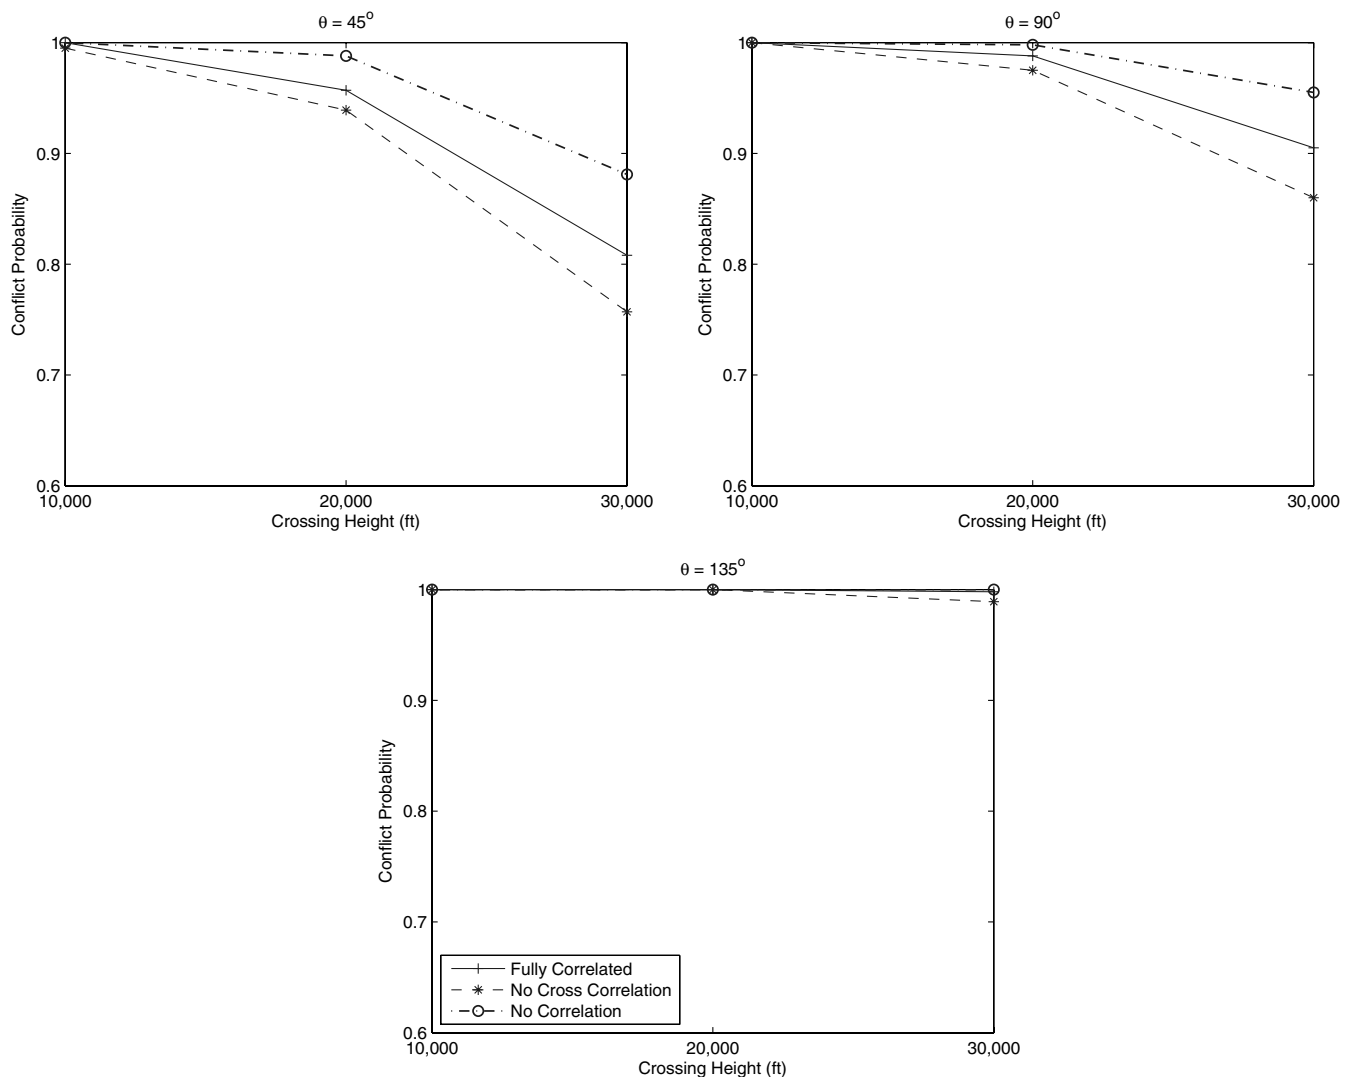 θ = 45°
1
0.9
0.8
0.7
0.6
Conflict Probability
10,000 20,000 30,000
Crossing Height (ft)
θ = 90°
1
0.9
0.8
0.7
0.6
Conflict Probability
10,000 20,000 30,000
Crossing Height (ft)
θ = 135°
1
0.9
0.8
0.7
0.6
Conflict Probability
Fully Correlated
No Cross Correlation
No Correlation
10,000 20,000 30,000
Crossing Height (ft)